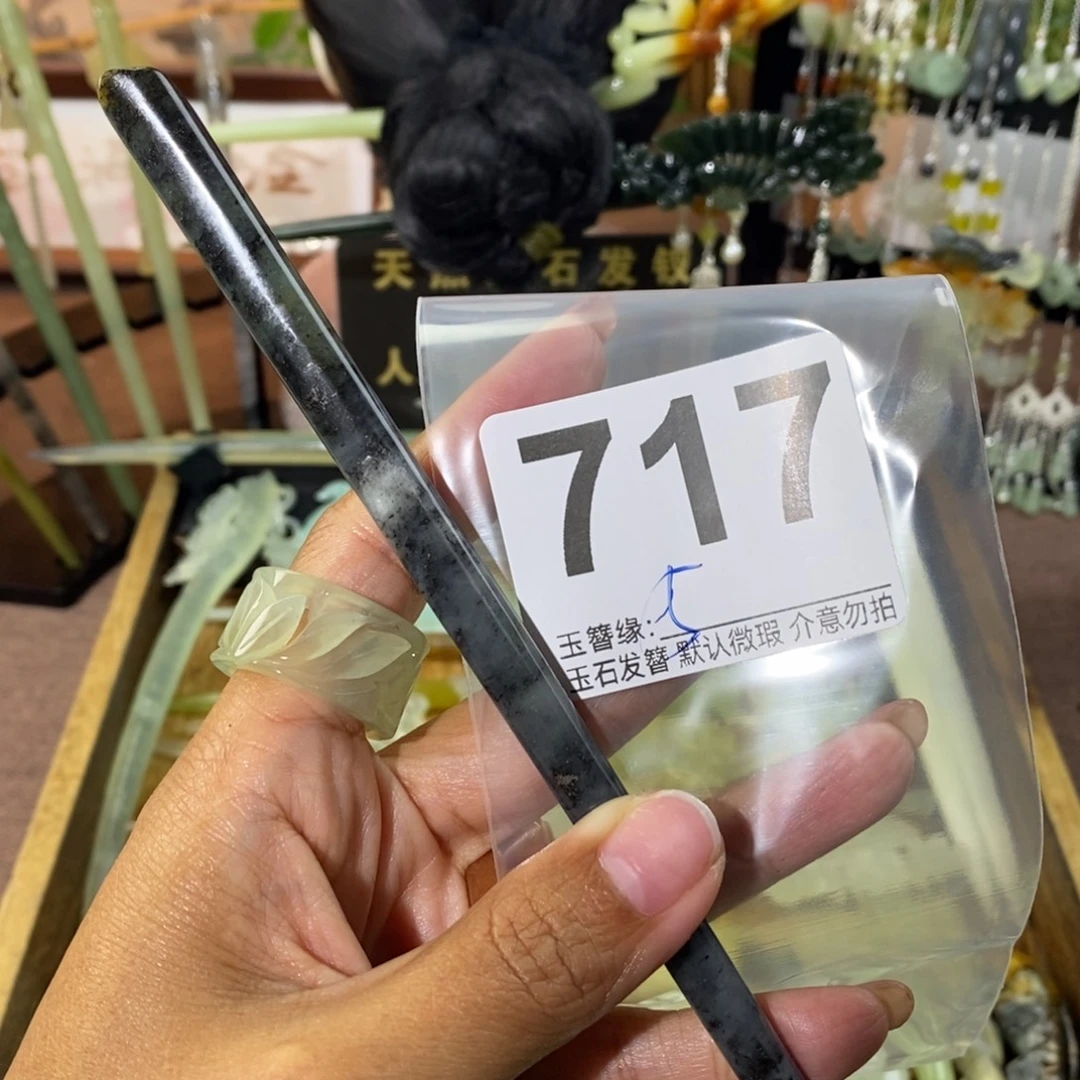 天 石发钗
人
717
玉簪缘:
玉石发簪 默认微瑕 介意勿拍